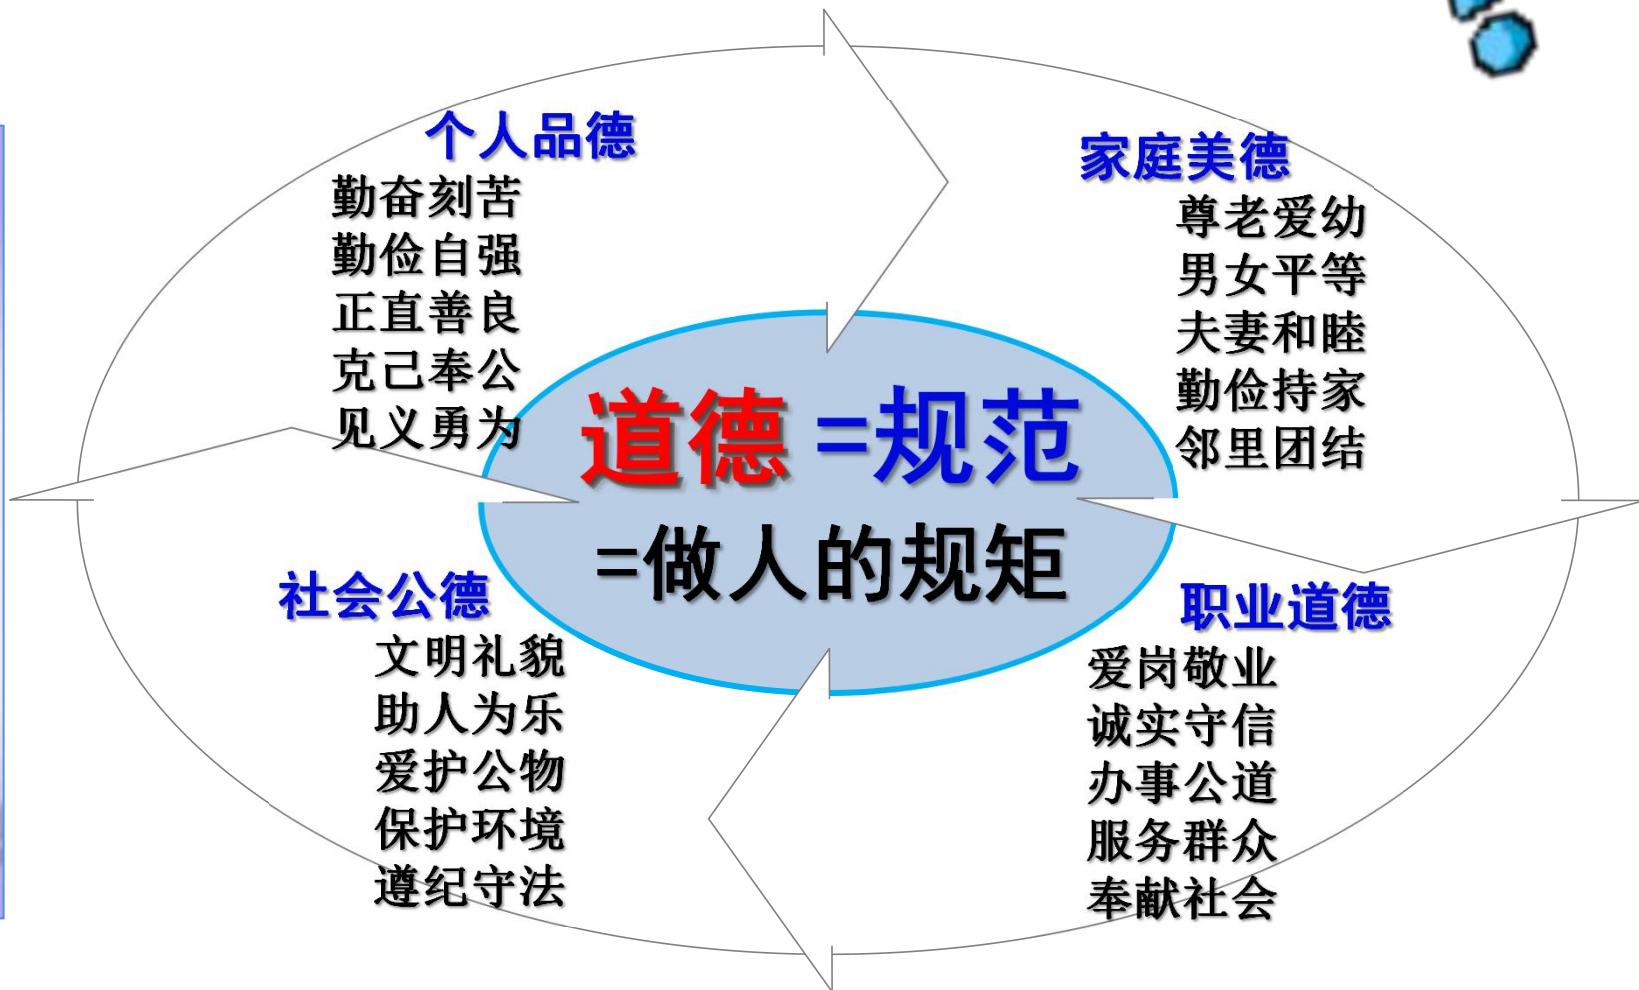 个人品德
勤奋刻苦
勤俭自强
正直善良
克己奉公
见义勇为
家庭美德
尊老爱幼
男女平等
夫妻和睦
勤俭持家
邻里团结
道德 =规范
=做人的规矩
社会公德
文明礼貌
助人为乐
爱护公物
保护环境
遵纪守法
职业道德
爱岗敬业
诚实守信
办事公道
服务群众
奉献社会